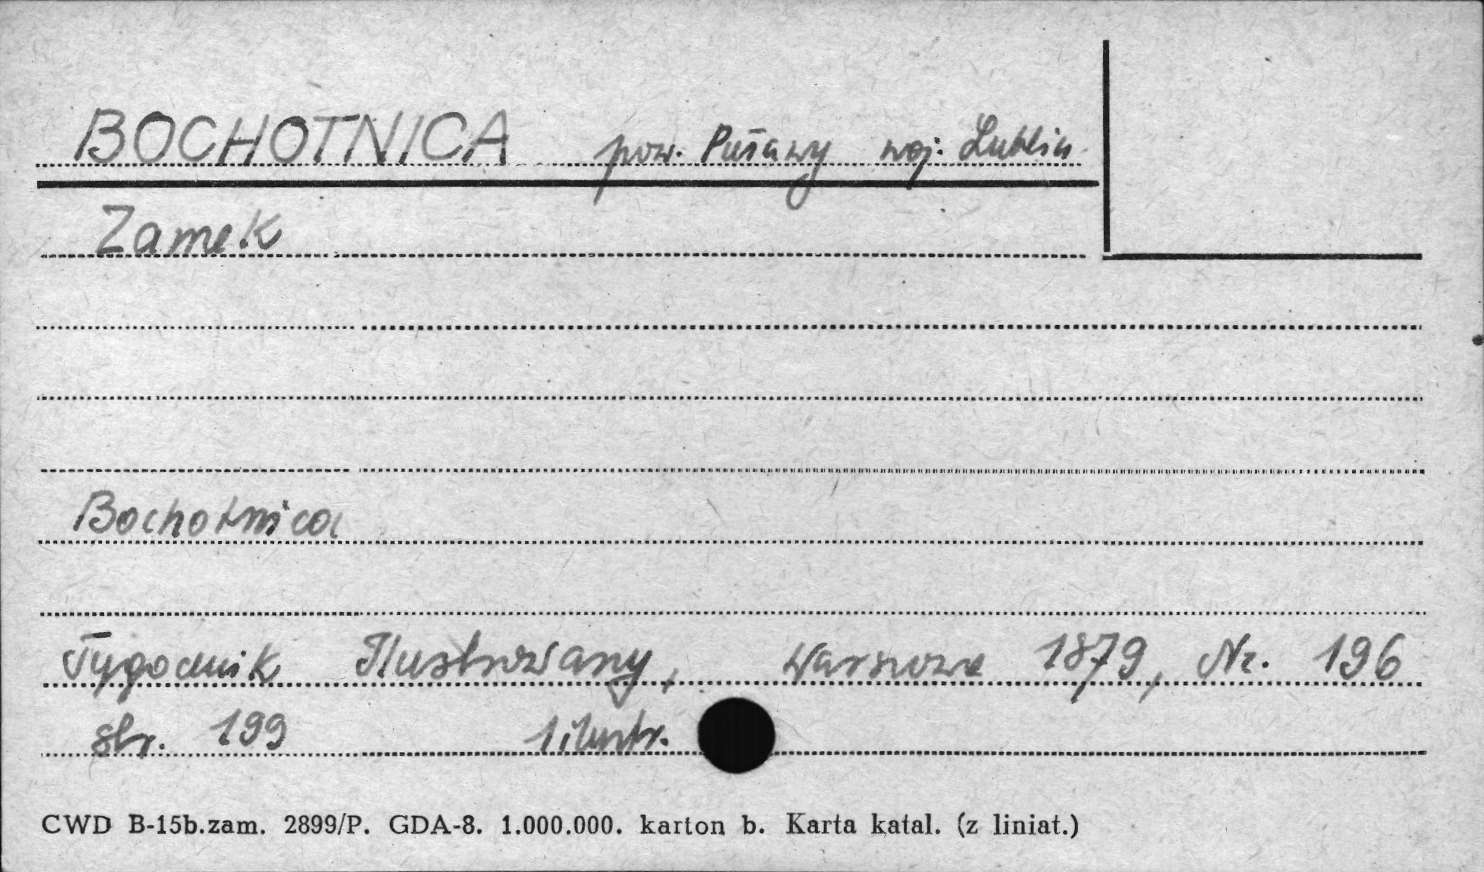 BOCHOTNICA pow. Puławy woj. Lublin
Zamek
Bochotnica
Tygodnik Ilustrowany, Warszawa 1879, Nr. 196
str. 199 1 ilustr.
CWD B-15b.zam. 2899/P. GDA-8. 1.000.000. karton b. Karta katal. (z liniat.)